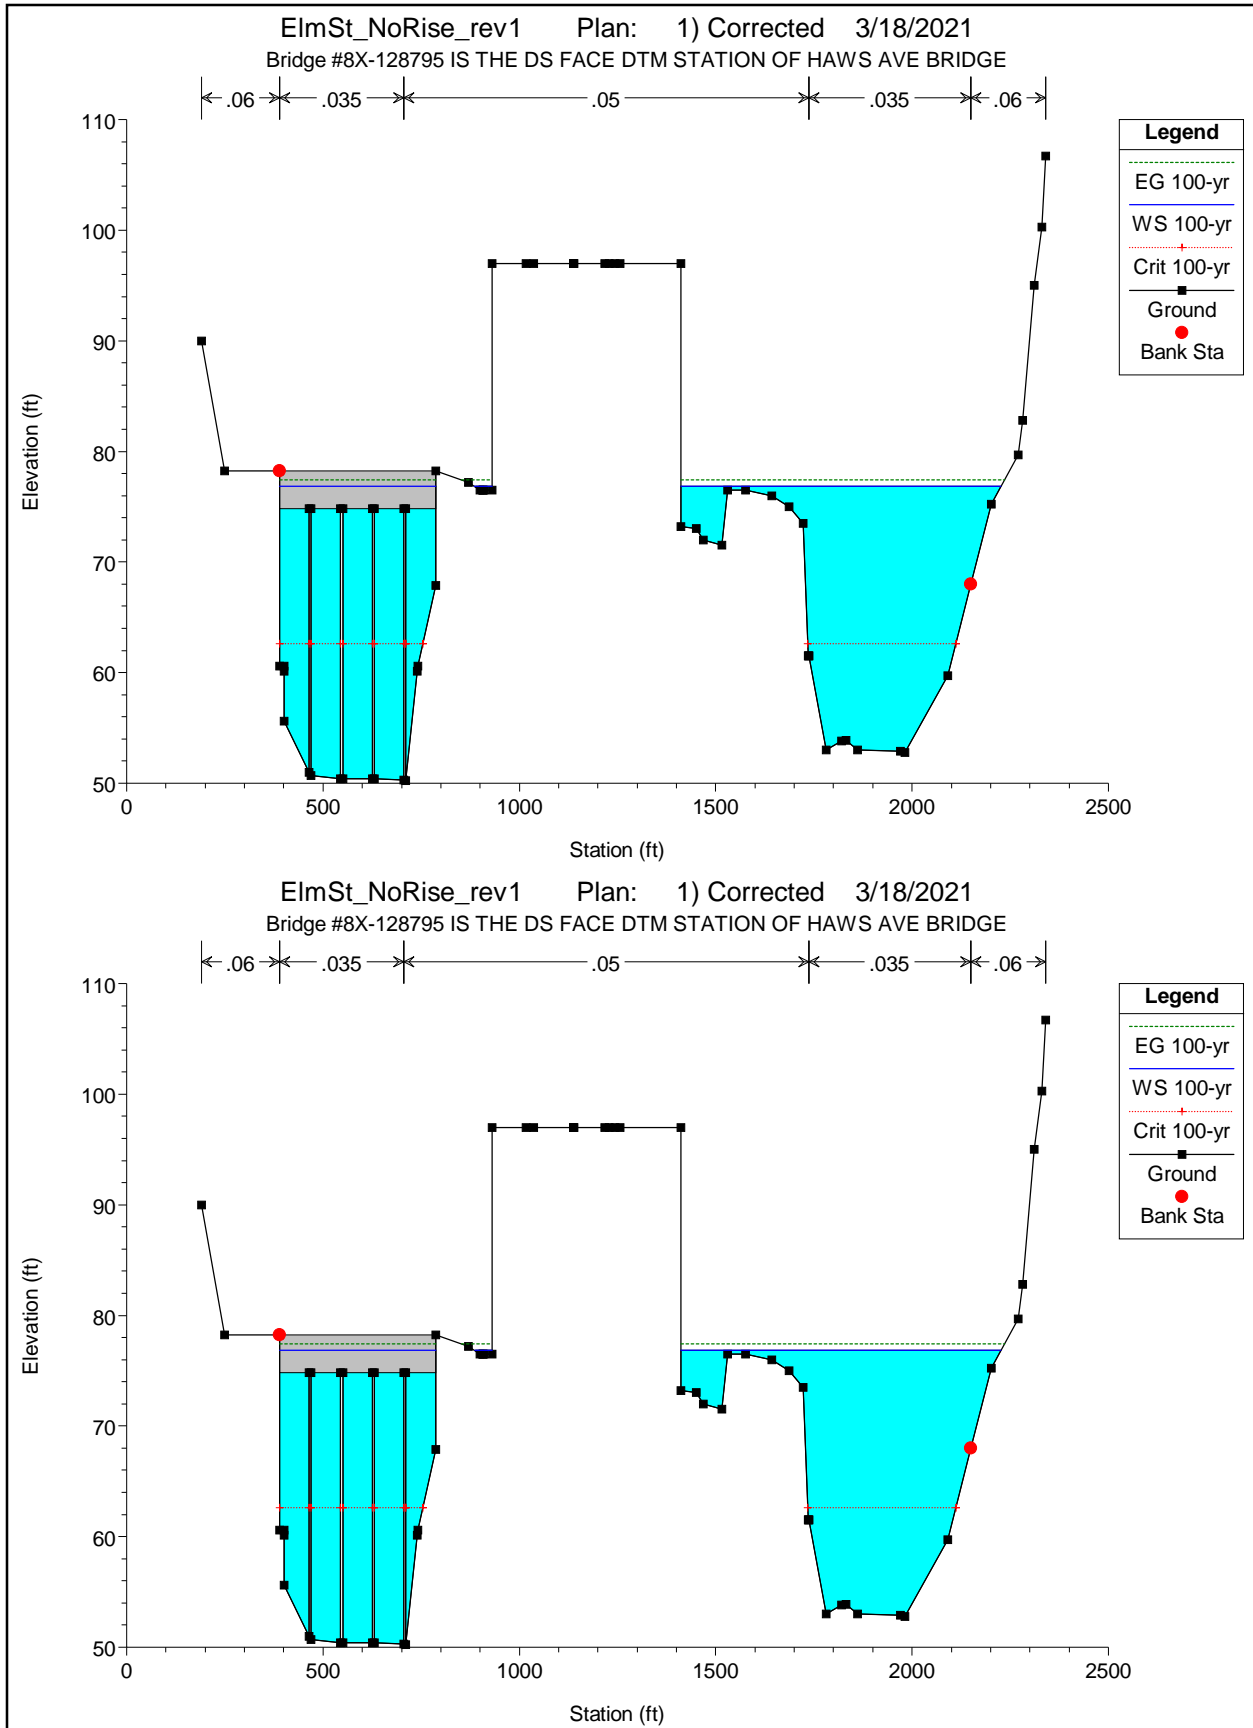 ElmSt_NoRise_rev1 Plan: 1) Corrected 3/18/2021
Bridge #8X-128795 IS THE DS FACE DTM STATION OF HAWS AVE BRIDGE
.06 .035 .05 .035 .06
110
100
90
80
70
60
50
Elevation (ft)
0 500 1000 1500 2000 2500
Station (ft)
Legend
EG 100-yr
WS 100-yr
Crit 100-yr
Ground
Bank Sta
ElmSt_NoRise_rev1 Plan: 1) Corrected 3/18/2021
Bridge #8X-128795 IS THE DS FACE DTM STATION OF HAWS AVE BRIDGE
.06 .035 .05 .035 .06
110
100
90
80
70
60
50
Elevation (ft)
0 500 1000 1500 2000 2500
Station (ft)
Legend
EG 100-yr
WS 100-yr
Crit 100-yr
Ground
Bank Sta